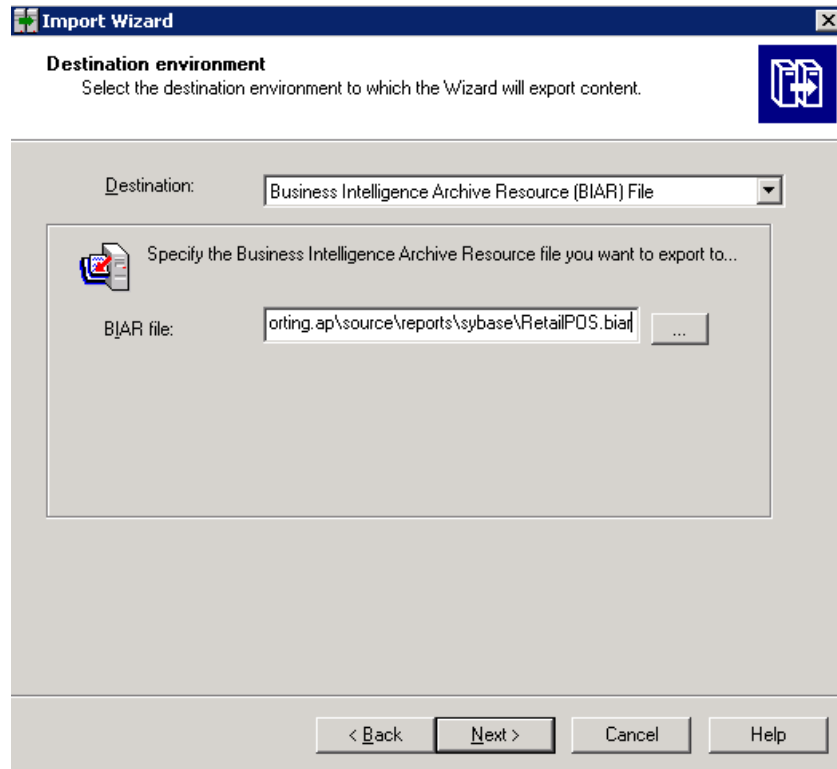 Import Wizard
Destination environment
Select the destination environment to which the Wizard will export content.
Destination:
Business Intelligence Archive Resource (BIAR) File
Specify the Business Intelligence Archive Resource file you want to export to...
BIAR file:
orting.ap\source\reports\sybase\RetailPOS.biar
...
< Back
Next >
Cancel
Help